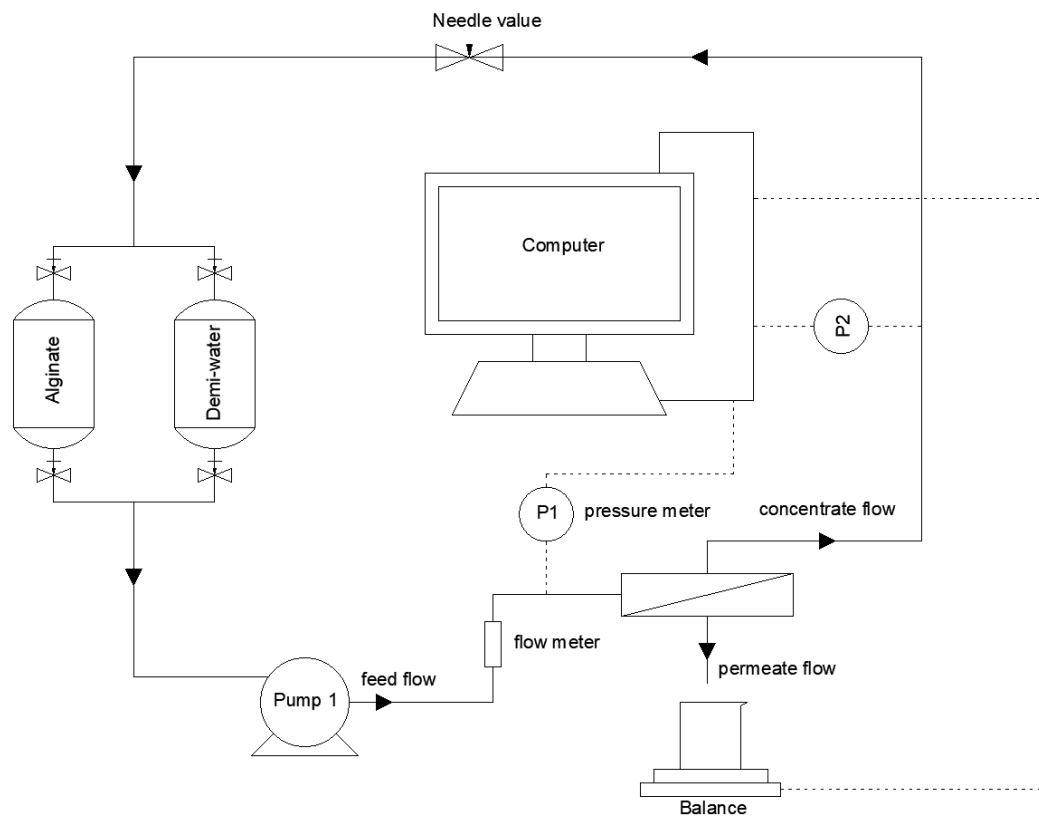 Needle value
Computer
P2
Alginate
Demi-water
P1
pressure meter
concentrate flow
flow meter
permeate flow
feed flow
Pump 1
Balance